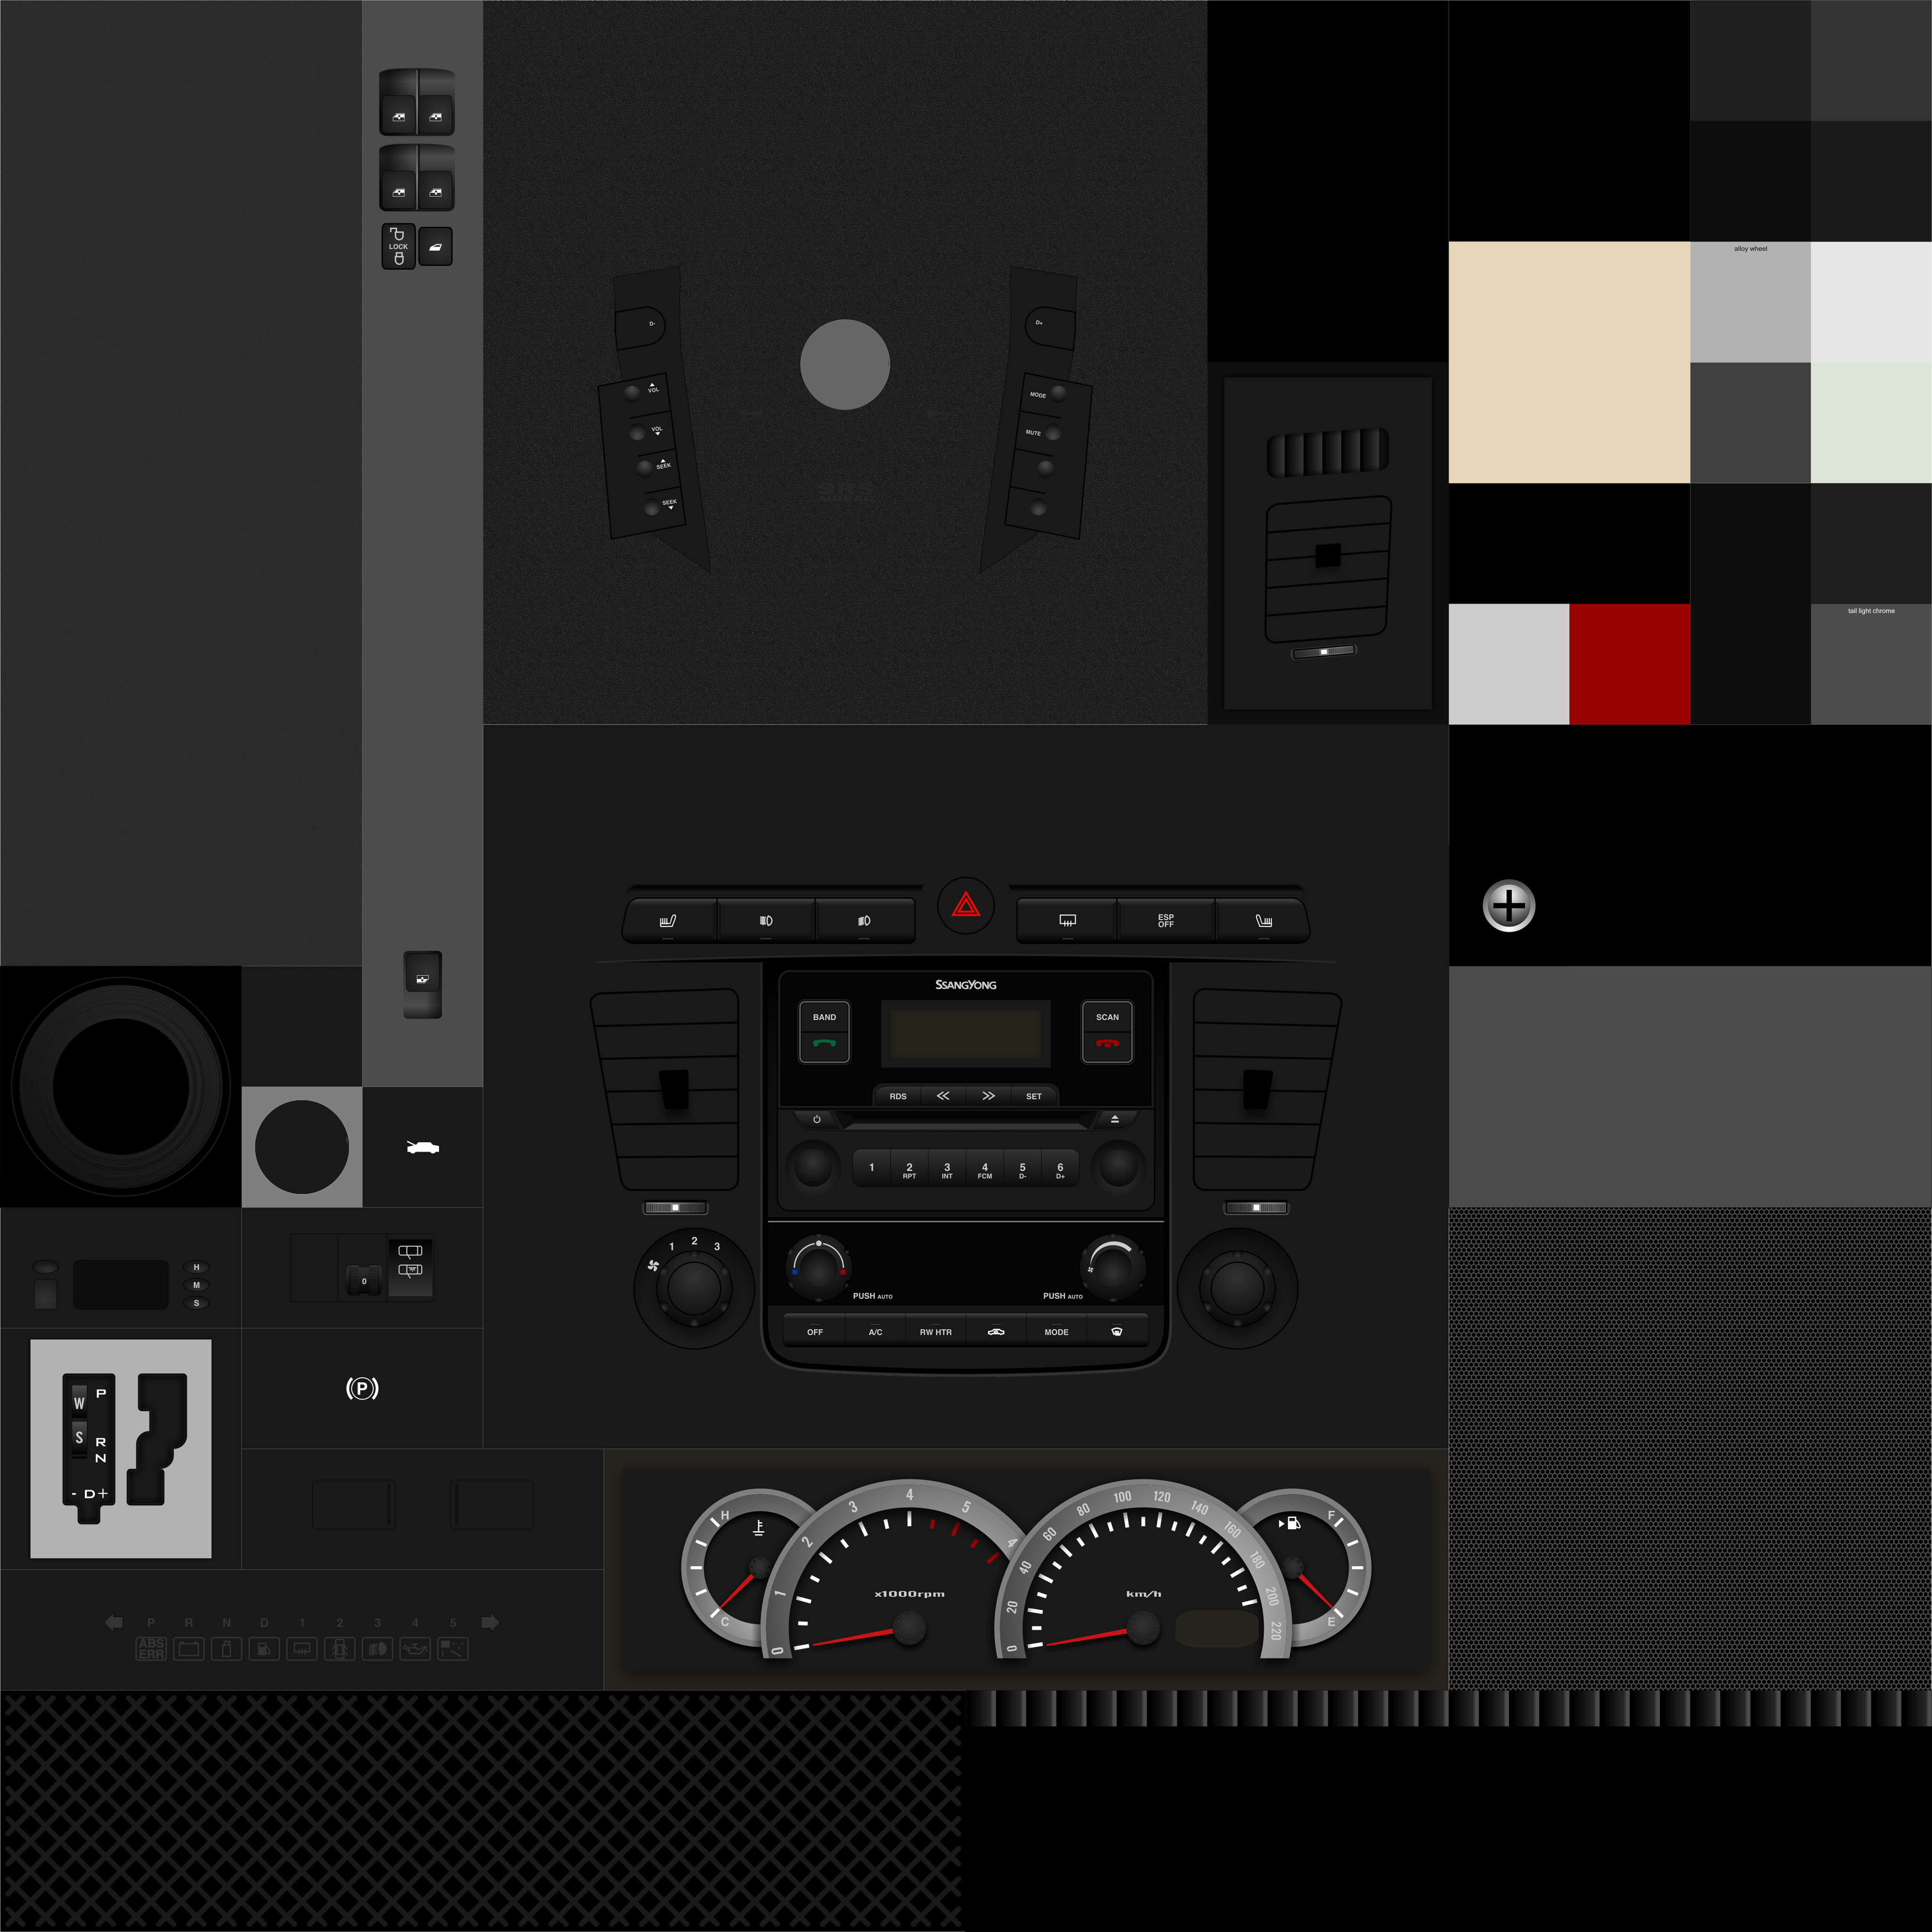 LOCK
alloy wheel
D-
D+
VOL
MODE
VOL
MUTE
SEEK
SEEK
SRS
tail light chrome
ESP
OFF
SSANGYONG
BAND
SCAN
RDS
SET
1 2 3 4 5 6
RPT INT FCM D- D+
1 2 3
PUSH AUTO
PUSH AUTO
OFF A/C RW HTR MODE
H
M
S
0
P
W
S
R
N
- D+
P
H
C
0 1 2 3 4 5 4
x1000rpm
0 20 40 60 80 100 120 140 160 180 200 220
km/h
F
E
P R N D 1 2 3 4 5
ABS
ERR